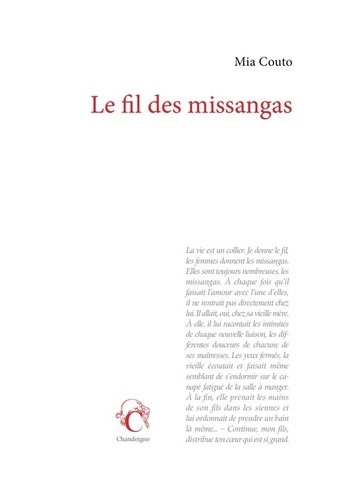 Mia Couto
Le fil des missangas
La vie est un collier. Je donne le fil,
les femmes donnent les missangas.
Elles sont toujours nombreuses, les
missangas. À chaque fois qu'il
faisait l'amour avec l'une d'elles,
il ne rentrait pas directement chez
lui. Il allait, oui, chez sa vieille mère.
À elle, il lui racontait les intimités
de chaque nouvelle liaison, les dif-
férentes douceurs de chacune de
ses maîtresses. Les yeux fermés, la
vieille écoutait et faisait même
semblant de s'endormir sur le ca-
napé fatigué de la salle à manger.
À la fin, elle prenait les mains
de son fils dans les siennes et
lui ordonnait de prendre un bain
là même... – Continue, mon fils,
distribue ton cœur qui est si grand.
Chandeigne